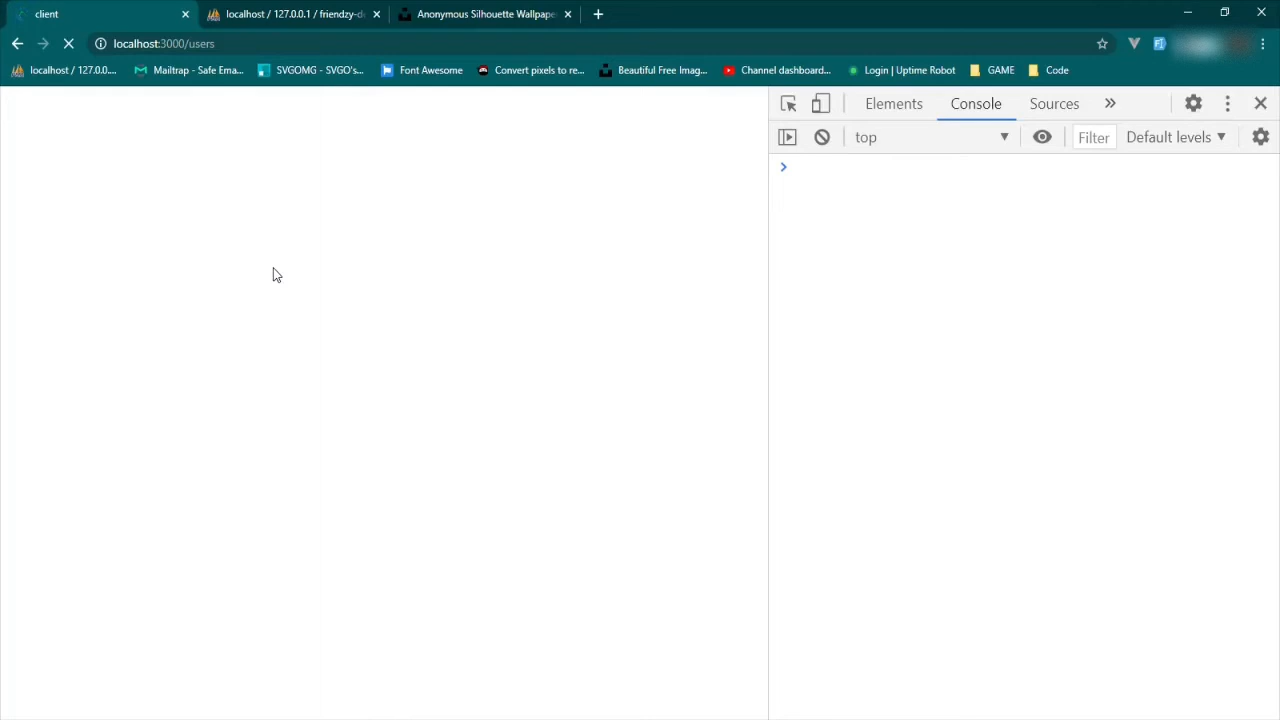 client
localhost / 127.0.0.1 / friendzy-d
Anonymous Silhouette Wallpape
localhost:3000/users
localhost / 127.0.0....
Mailtrap - Safe Ema...
SVGOMG - SVGO's...
Font Awesome
Convert pixels to re...
Beautiful Free Imag...
Channel dashboard...
Login | Uptime Robot
GAME
Code
Elements
Console
Sources
top
Filter
Default levels